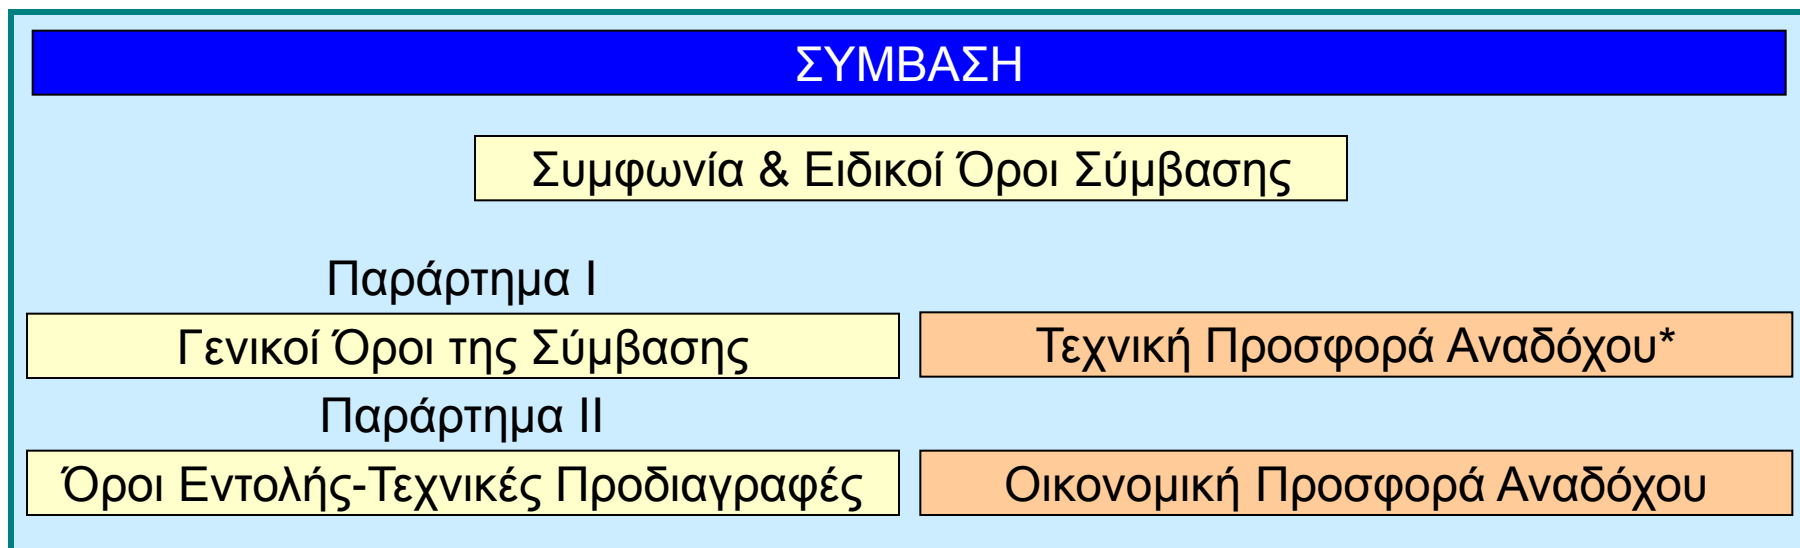 ΣΥΜΒΑΣΗ
Συμφωνία & Ειδικοί Όροι Σύμβασης
Παράρτημα Ι
Γενικοί Όροι της Σύμβασης
Τεχνική Προσφορά Αναδόχου*
Παράρτημα ΙΙ
Όροι Εντολής-Τεχνικές Προδιαγραφές
Οικονομική Προσφορά Αναδόχου